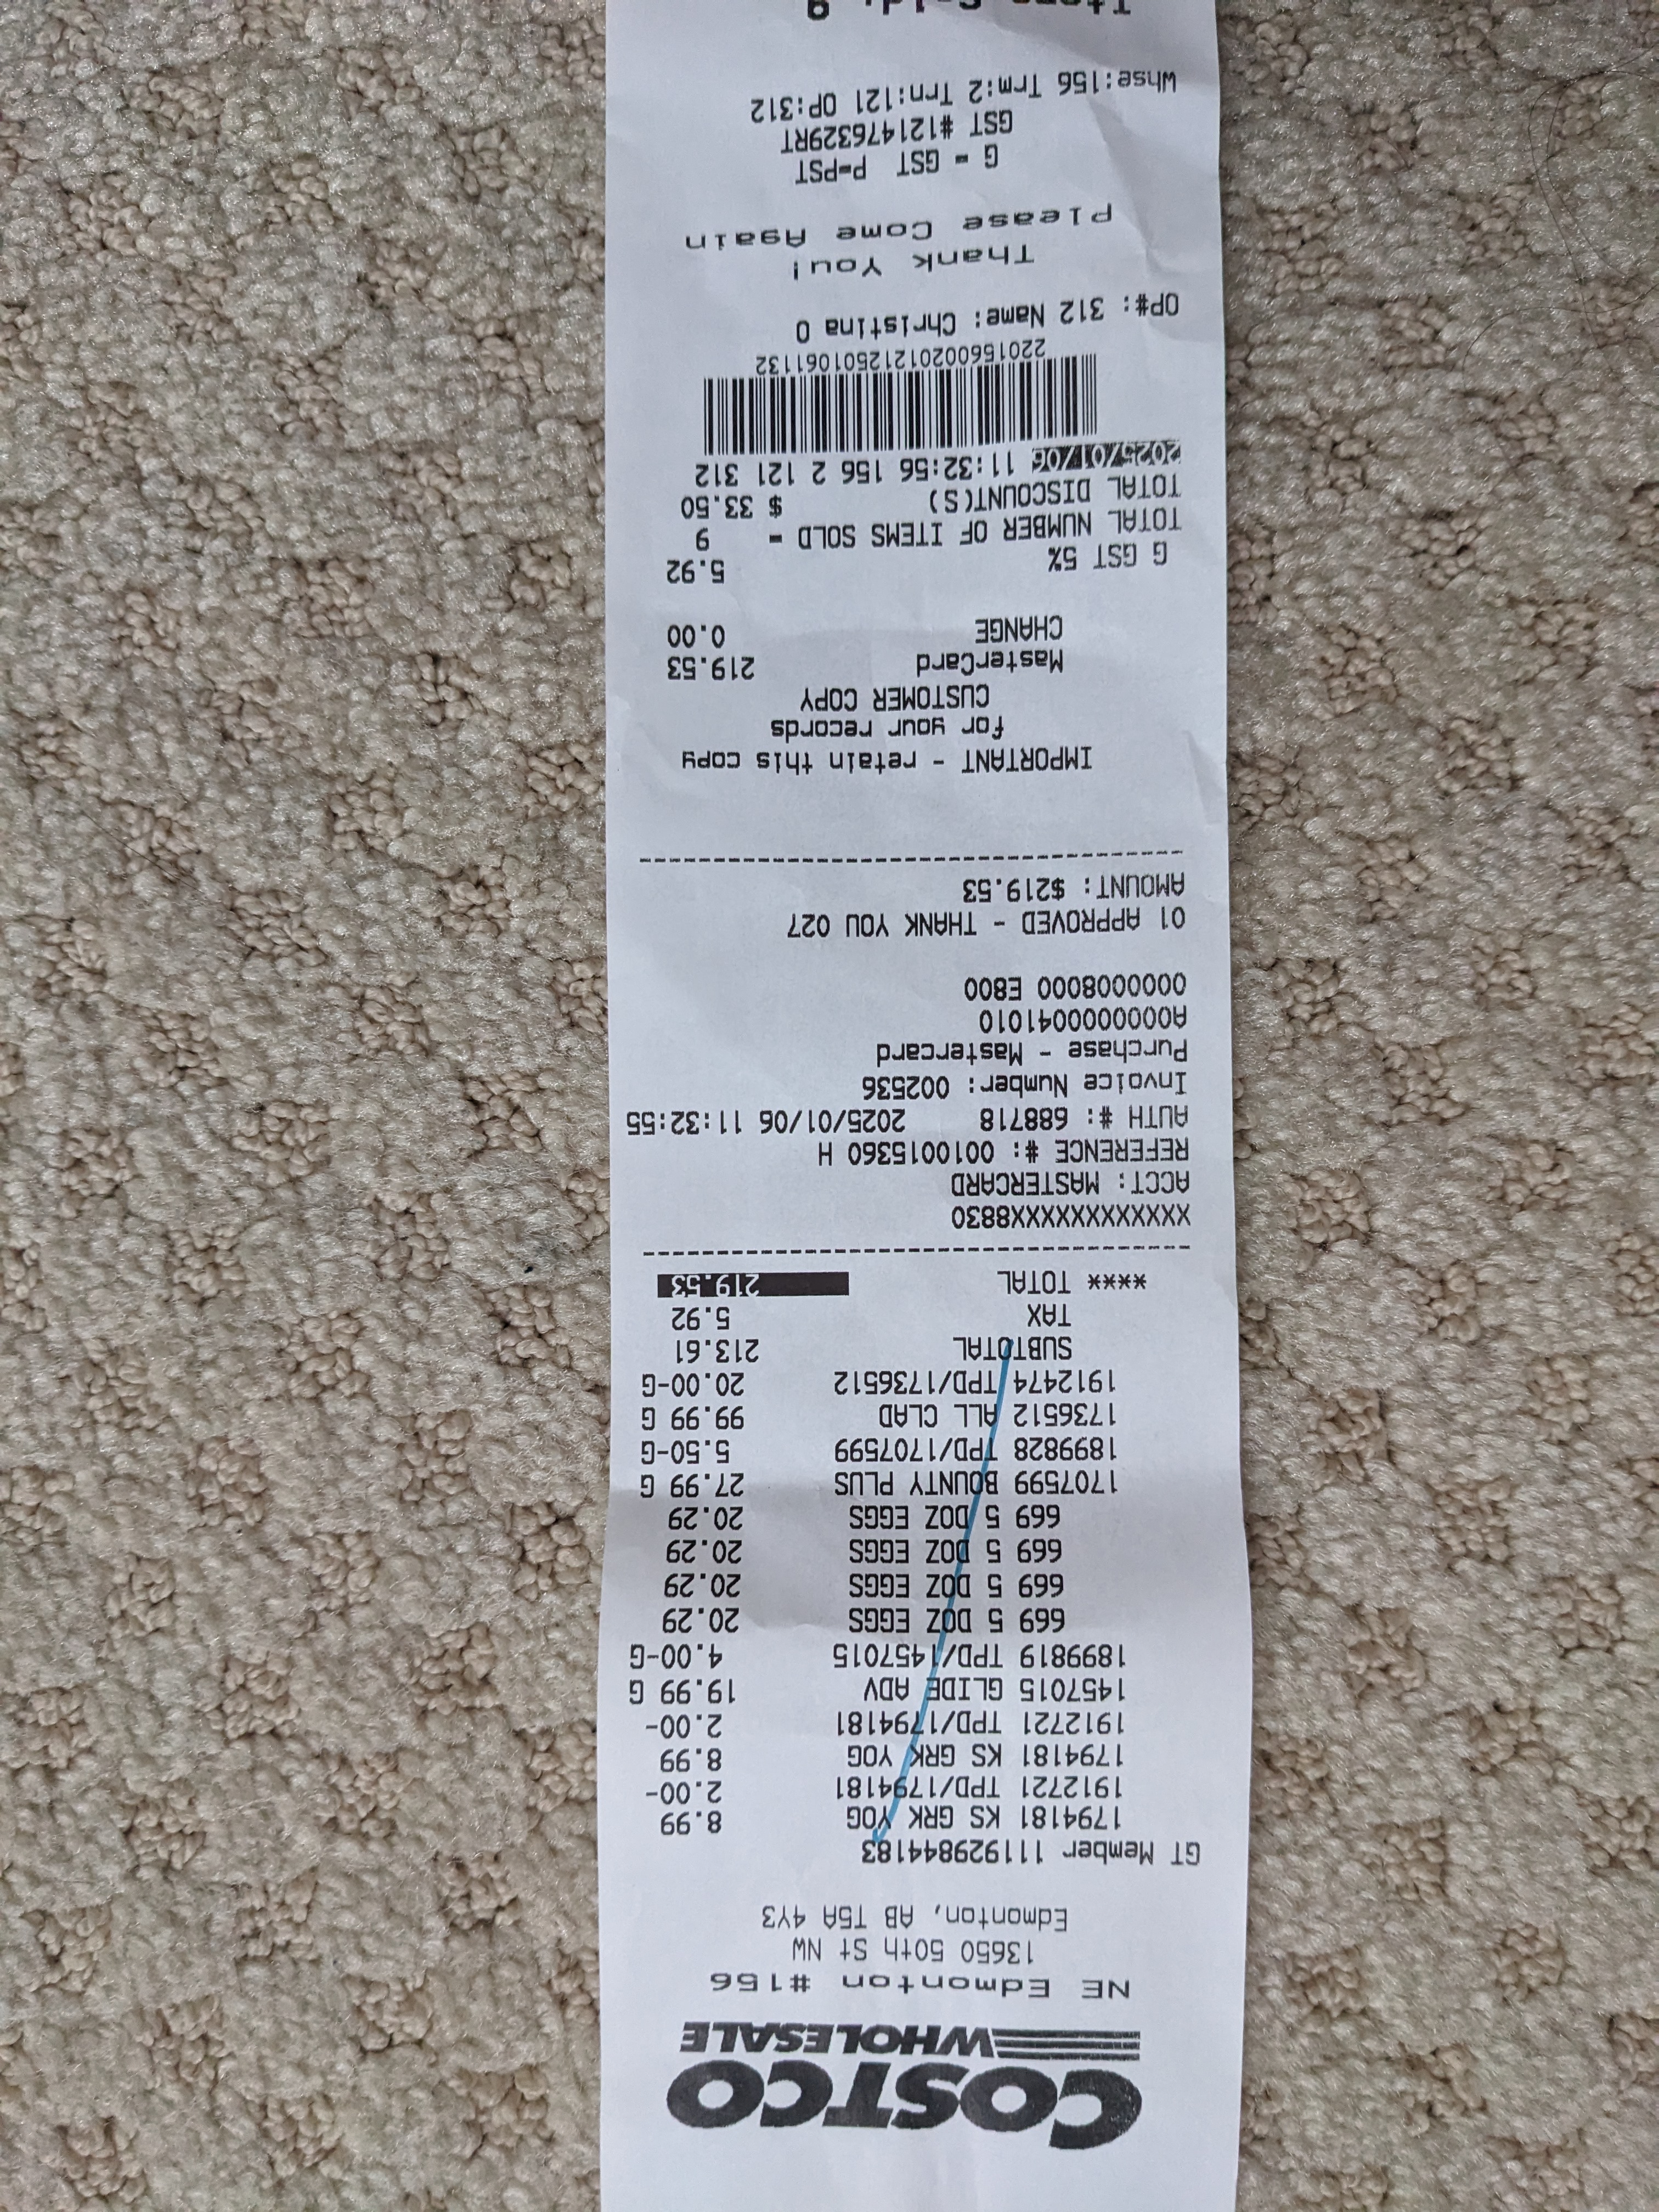 COSTCO
WHOLESALE
NE Edmonton #156
13650 50th St NW
Edmonton, AB T5A 4Y3
GT Member 111929844183
1794181 KS GRK YOG 8.99
1912721 TPD/1794181 2.00-
1794181 KS GRK YOG 8.99
1912721 TPD/1794181 2.00-
1457015 GLIDE ADV 19.99 G
1899819 TPD/1457015 4.00-G
669 5 DOZ EGGS 20.29
669 5 DOZ EGGS 20.29
669 5 DOZ EGGS 20.29
669 5 DOZ EGGS 20.29
1707599 BOUNTY PLUS 27.99 G
1899828 TPD/1707599 5.50-G
1736512 ALL CLAD 99.99 G
1912474 TPD/1736512 20.00-G
SUBTOTAL 213.61
TAX 5.92
**** TOTAL 219.53
XXXXXXXXXXXX8830
ACCT: MASTERCARD
REFERENCE #: 0010015360 H
AUTH #: 688718 2025/01/06 11:32:55
Invoice Number: 002536
Purchase - Mastercard
A0000000041010
0000008000 E800
01 APPROVED - THANK YOU 027
AMOUNT: $219.53
IMPORTANT - retain this copy
for your records
CUSTOMER COPY
MasterCard 219.53
CHANGE 0.00
G GST 5% 5.92
TOTAL NUMBER OF ITEMS SOLD = 9
TOTAL DISCOUNT(S) $ 33.50
2025/01/06 11:32:56 156 2 121 312
22015600201212501061132
OP#: 312 Name: Christina O
Thank You!
Please Come Again
G = GST P=PST
GST #121476329RT
Whse:156 Trm:2 Trn:121 OP:312
Items Sold: 9